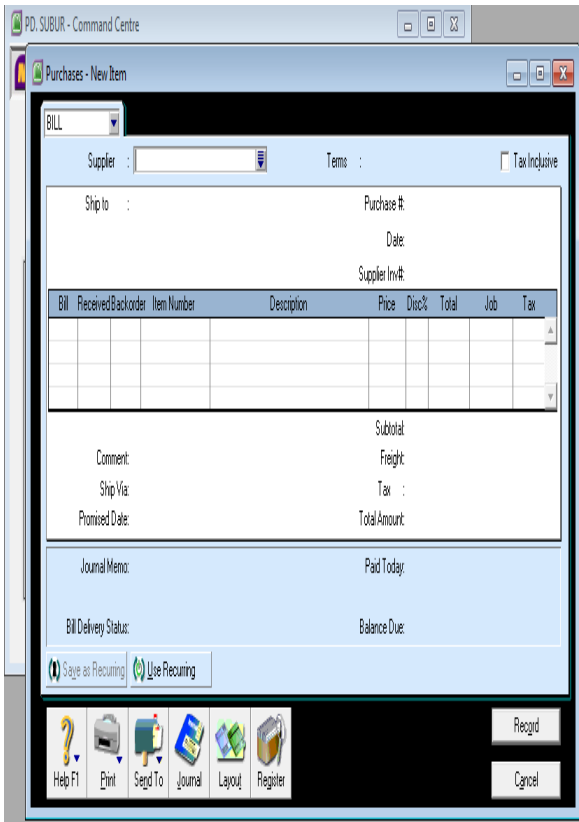 PD. SUBUR - Command Centre
Purchases - New Item
BILL
Supplier :
Terms :
Tax Inclusive
Ship to :
Purchase #:
Date:
Supplier Inv#:
Bill Received Backorder Item Number Description Price Disc% Total Job Tax
Subtotal:
Comment:
Freight:
Ship Via:
Tax :
Promised Date:
Total Amount:
Journal Memo:
Paid Today:
Bill Delivery Status:
Balance Due:
Save as Recurring
Use Recurring
Help F1
Print
Send To
Journal
Layout
Register
Record
Cancel